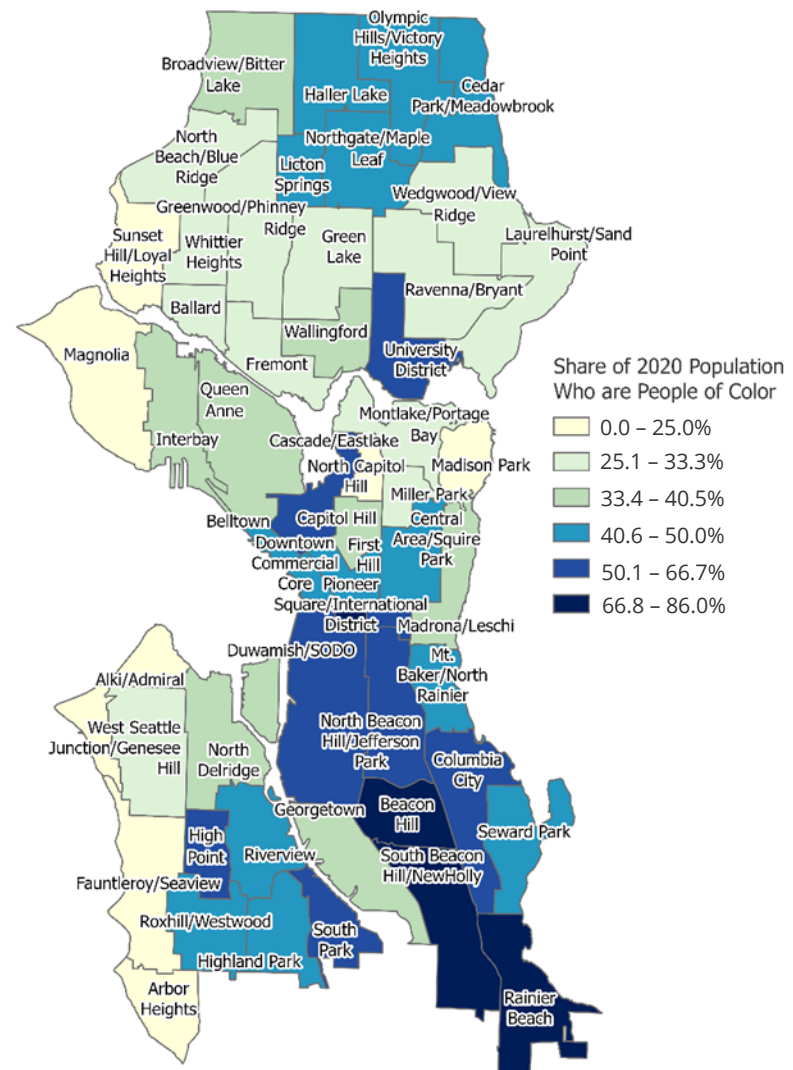 Olympic
Hills/Victory
Heights
Broadview/Bitter
Lake
Haller Lake
Cedar
Park/Meadowbrook
North
Beach/Blue
Ridge
Northgate/Maple
Leaf
Licton
Springs
Wedgwood/View
Ridge
Greenwood/Phinney
Ridge
Sunset
Hill/Loyal
Heights
Whittier
Heights
Green
Lake
Laurelhurst/Sand
Point
Ballard
Ravenna/Bryant
Wallingford
Magnolia
Fremont
University
District
Share of 2020 Population
Who are People of Color
0.0 – 25.0%
25.1 – 33.3%
33.4 – 40.5%
40.6 – 50.0%
50.1 – 66.7%
66.8 – 86.0%
Queen
Anne
Interbay
Montlake/Portage
Bay
Cascade/Eastlake
North Capitol
Hill
Madison Park
Miller Park
Belltown
Capitol Hill
Central
Area/Squire
Park
Downtown
Commercial
Core
First
Hill
Pioneer
Square/International
District
Madrona/Leschi
Duwamish/SODO
Mt.
Baker/North
Rainier
Alki/Admiral
West Seattle
Junction/Genesee
Hill
North
Delridge
North Beacon
Hill/Jefferson
Park
Columbia
City
Georgetown
Beacon
Hill
Seward Park
High
Point
Riverview
South Beacon
Hill/NewHolly
Fauntleroy/Seaview
Roxhill/Westwood
South
Park
Highland Park
Arbor
Heights
Rainier
Beach